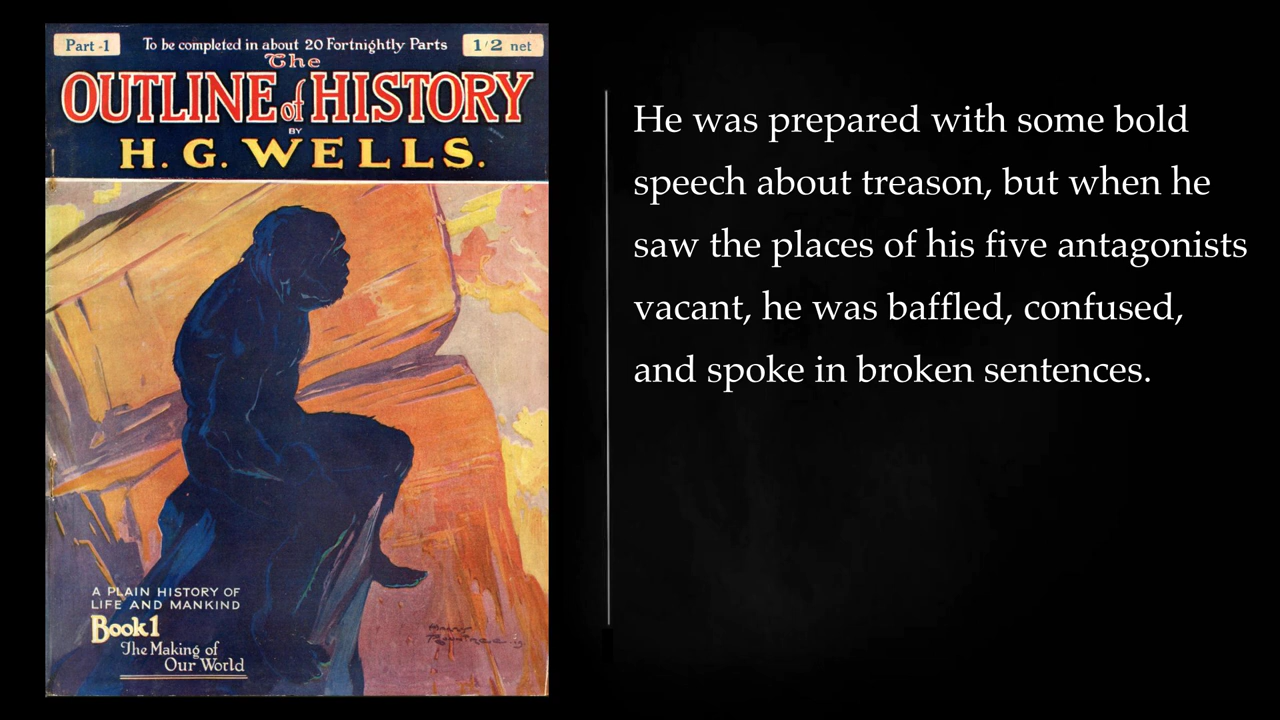 Part -1
To be completed in about 20 Fortnightly Parts
1/2 net
The
OUTLINE of HISTORY
BY
H. G. WELLS.
A PLAIN HISTORY OF
LIFE AND MANKIND
Book 1
The Making of
Our World
He was prepared with some bold
speech about treason, but when he
saw the places of his five antagonists
vacant, he was baffled, confused,
and spoke in broken sentences.